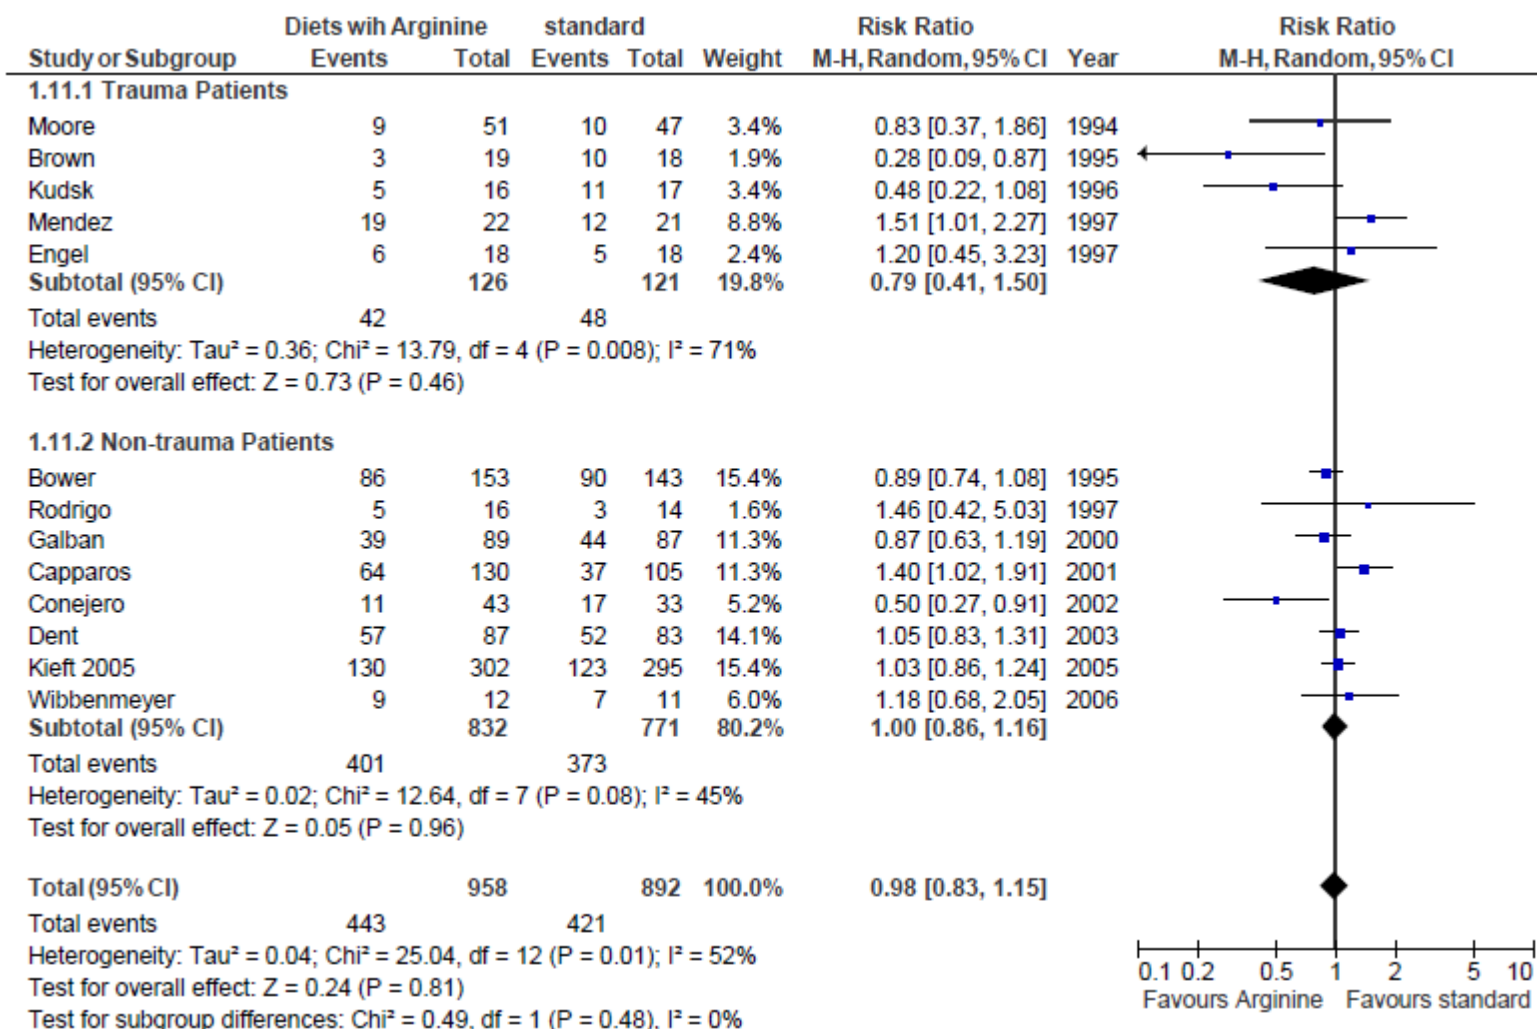 Diets wih Arginine standard Risk Ratio Risk Ratio
Study or Subgroup Events Total Events Total Weight M-H, Random, 95% CI Year M-H, Random, 95% CI
1.11.1 Trauma Patients
Moore 9 51 10 47 3.4% 0.83 [0.37, 1.86] 1994
Brown 3 19 10 18 1.9% 0.28 [0.09, 0.87] 1995
Kudsk 5 16 11 17 3.4% 0.48 [0.22, 1.08] 1996
Mendez 19 22 12 21 8.8% 1.51 [1.01, 2.27] 1997
Engel 6 18 5 18 2.4% 1.20 [0.45, 3.23] 1997
Subtotal (95% CI) 126 121 19.8% 0.79 [0.41, 1.50]
Total events 42 48
Heterogeneity: Tau² = 0.36; Chi² = 13.79, df = 4 (P = 0.008); I² = 71%
Test for overall effect: Z = 0.73 (P = 0.46)
1.11.2 Non-trauma Patients
Bower 86 153 90 143 15.4% 0.89 [0.74, 1.08] 1995
Rodrigo 5 16 3 14 1.6% 1.46 [0.42, 5.03] 1997
Galban 39 89 44 87 11.3% 0.87 [0.63, 1.19] 2000
Capparos 64 130 37 105 11.3% 1.40 [1.02, 1.91] 2001
Conejero 11 43 17 33 5.2% 0.50 [0.27, 0.91] 2002
Dent 57 87 52 83 14.1% 1.05 [0.83, 1.31] 2003
Kieft 2005 130 302 123 295 15.4% 1.03 [0.86, 1.24] 2005
Wibbenmeyer 9 12 7 11 6.0% 1.18 [0.68, 2.05] 2006
Subtotal (95% CI) 832 771 80.2% 1.00 [0.86, 1.16]
Total events 401 373
Heterogeneity: Tau² = 0.02; Chi² = 12.64, df = 7 (P = 0.08); I² = 45%
Test for overall effect: Z = 0.05 (P = 0.96)
Total (95% CI) 958 892 100.0% 0.98 [0.83, 1.15]
Total events 443 421
Heterogeneity: Tau² = 0.04; Chi² = 25.04, df = 12 (P = 0.01); I² = 52%
Test for overall effect: Z = 0.24 (P = 0.81)
Test for subgroup differences: Chi² = 0.49, df = 1 (P = 0.48), I² = 0%
0.1 0.2 0.5 1 2 5 10
Favours Arginine Favours standard